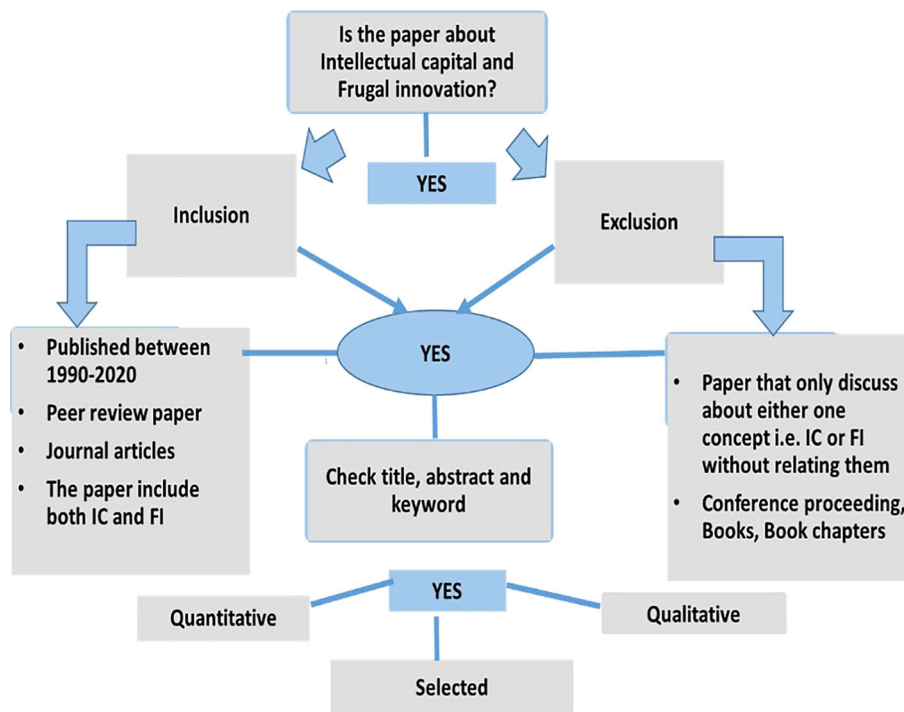 Is the paper about
Intellectual capital and
Frugal innovation?
YES
Inclusion
Exclusion
YES
• Published between
1990-2020
• Peer review paper
• Journal articles
• The paper include
both IC and FI
• Paper that only discuss
about either one
concept i.e. IC or FI
without relating them
• Conference proceeding,
Books, Book chapters
Check title, abstract and
keyword
YES
Quantitative
Qualitative
Selected